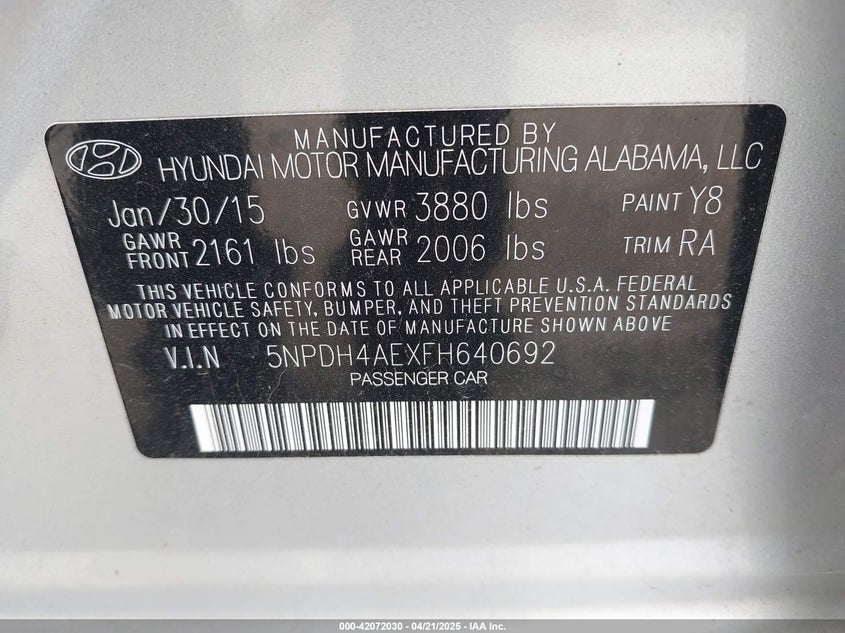 MANUFACTURED BY
HYUNDAI MOTOR MANUFACTURING ALABAMA, LLC
Jan/30/15 GVWR 3880 lbs PAINT Y8
GAWR FRONT 2161 lbs GAWR REAR 2006 lbs TRIM RA
THIS VEHICLE CONFORMS TO ALL APPLICABLE U.S.A. FEDERAL
MOTOR VEHICLE SAFETY, BUMPER, AND THEFT PREVENTION STANDARDS
IN EFFECT ON THE DATE OF MANUFACTURE SHOWN ABOVE
V.I.N 5NPDH4AEXFH640692
PASSENGER CAR
000-42072030 - 04/21/2025 - IAA Inc.